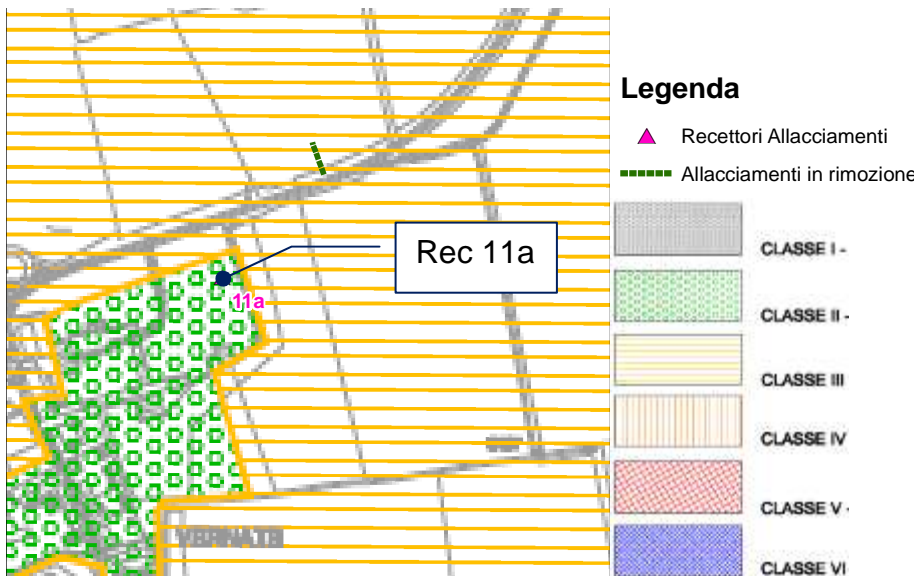 Legenda
Recettori Allacciamenti
Allacciamenti in rimozione
Rec 11a
11a
CLASSE I -
CLASSE II -
CLASSE III
CLASSE IV
CLASSE V -
CLASSE VI
VERNATE